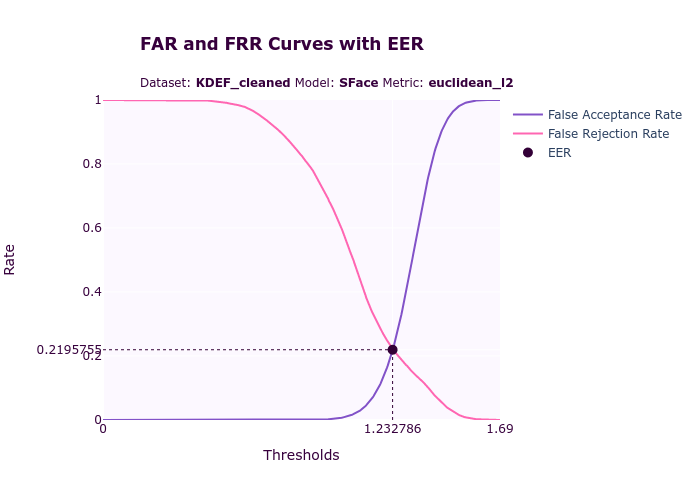 FAR and FRR Curves with EER
Dataset: KDEF_cleaned Model: SFace Metric: euclidean_l2
False Acceptance Rate
False Rejection Rate
EER
Rate
1
0.8
0.6
0.4
0.2195755
0.2
0
0
1.232786
1.69
Thresholds